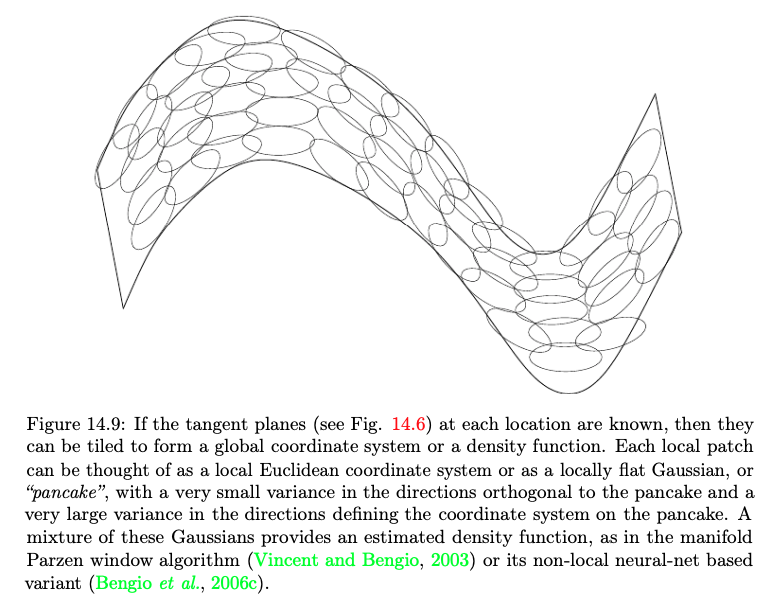 Figure 14.9: If the tangent planes (see Fig. 14.6) at each location are known, then they
can be tiled to form a global coordinate system or a density function. Each local patch
can be thought of as a local Euclidean coordinate system or as a locally flat Gaussian, or
“pancake”, with a very small variance in the directions orthogonal to the pancake and a
very large variance in the directions defining the coordinate system on the pancake. A
mixture of these Gaussians provides an estimated density function, as in the manifold
Parzen window algorithm (Vincent and Bengio, 2003) or its non-local neural-net based
variant (Bengio et al., 2006c).